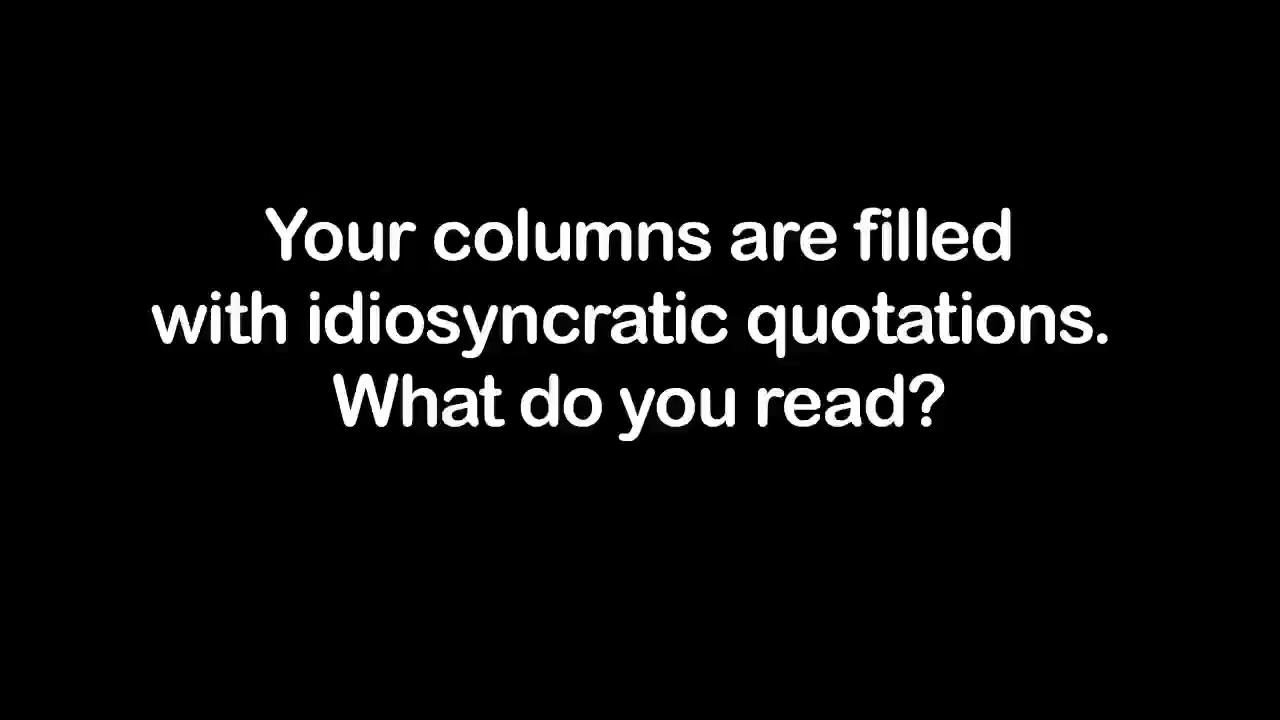 Your columns are filled
with idiosyncratic quotations.
What do you read?